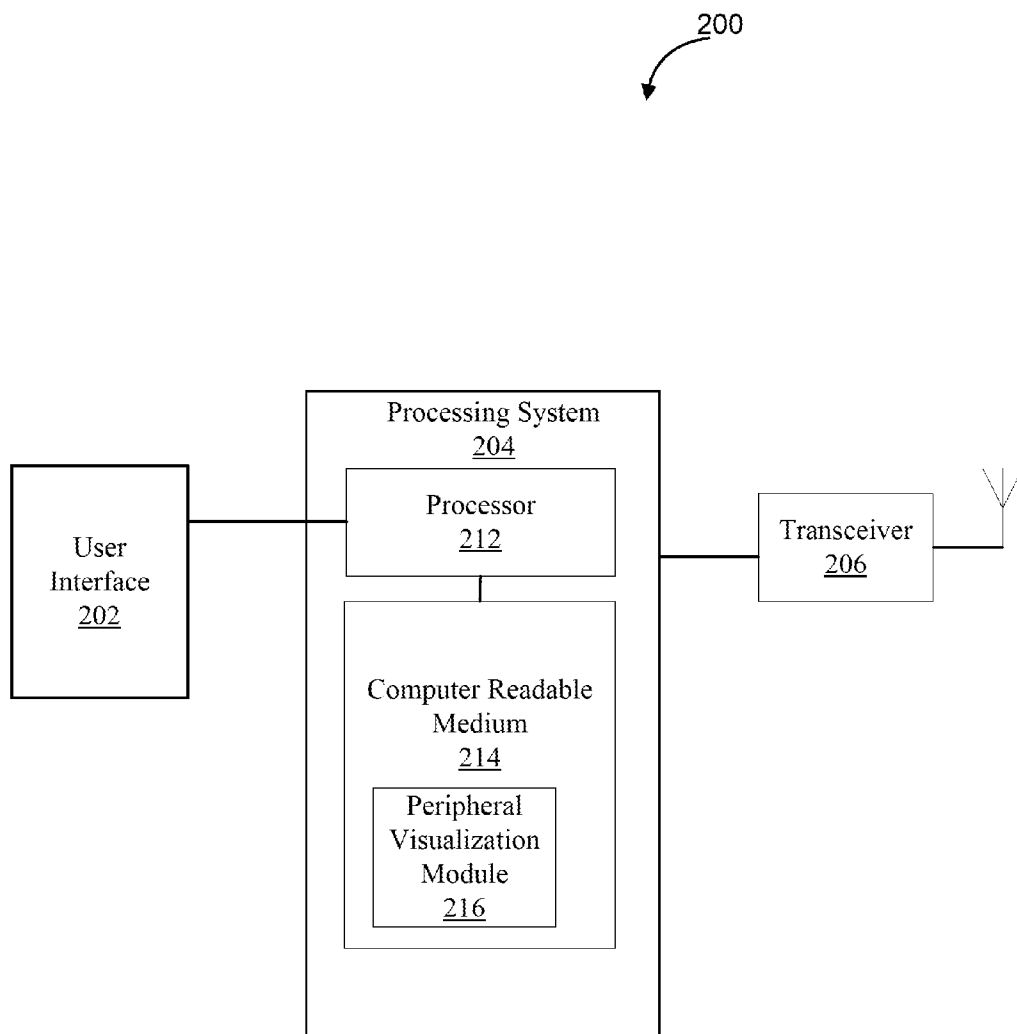 200
Processing System
204
Processor
212
User
Interface
202
Transceiver
206
Computer Readable
Medium
214
Peripheral
Visualization
Module
216